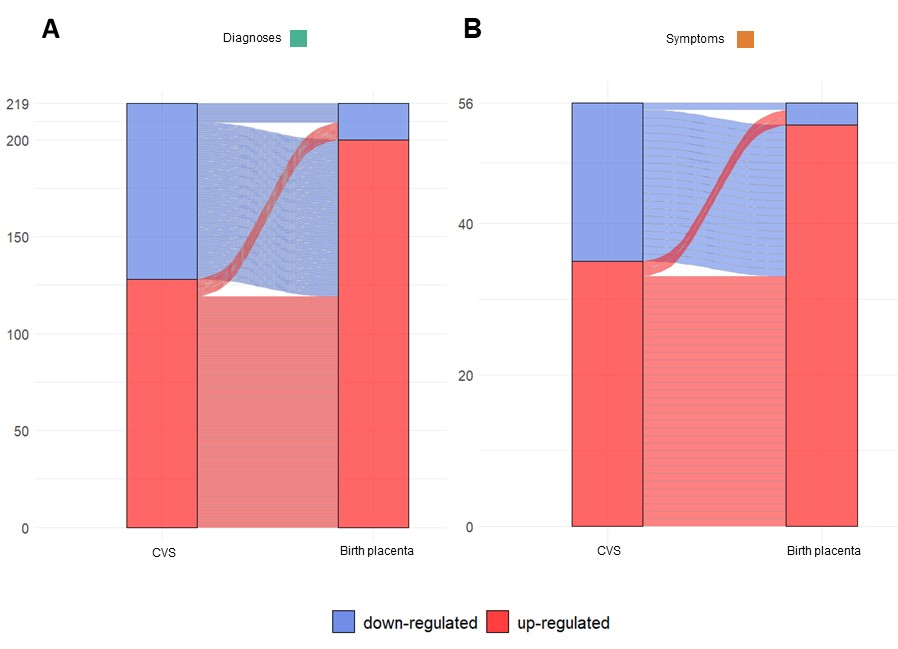 A
Diagnoses
219
200
150
100
50
0
CVS
Birth placenta
B
Symptoms
56
40
20
0
CVS
Birth placenta
down-regulated
up-regulated